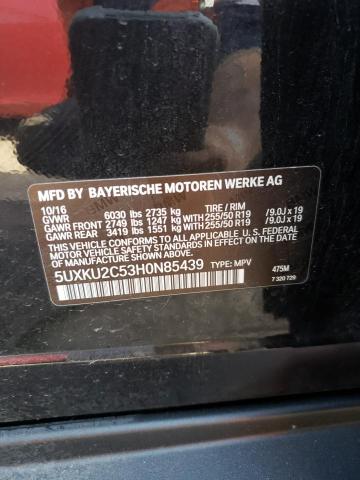 MFD BY BAYERISCHE MOTOREN WERKE AG
10/16
GVWR 6030 lbs 2735 kg TIRE / RIM
GAWR FRONT 2749 lbs 1247 kg WITH 255/50 R19 /9.0J x 19
GAWR REAR 3419 lbs 1551 kg WITH 255/50 R19 /9.0J x 19
THIS VEHICLE CONFORMS TO ALL APPLICABLE U.S. FEDERAL
MOTOR VEHICLE SAFETY STANDARDS IN EFFECT ON THE DATE
OF MANUFACTURE SHOWN ABOVE.
5UXKU2C53H0N85439 TYPE: MPV 475M
7 320 729